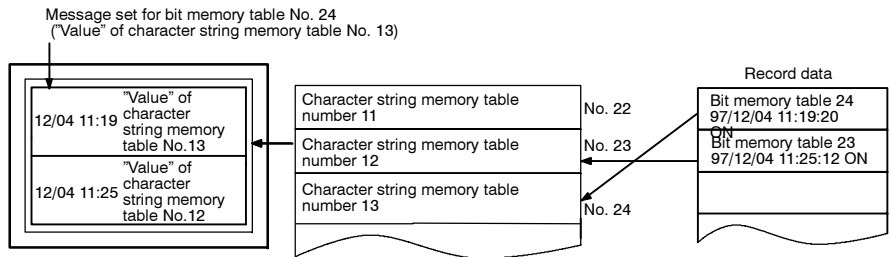 Message set for bit memory table No. 24
(”Value” of character string memory table No. 13)
12/04 11:19
”Value” of
character
string memory
table No.13
12/04 11:25
”Value” of
character
string memory
table No.12
Character string memory table
number 11
Character string memory table
number 12
Character string memory table
number 13
No. 22
No. 23
No. 24
Record data
Bit memory table 24
97/12/04 11:19:20
ON
Bit memory table 23
97/12/04 11:25:12 ON